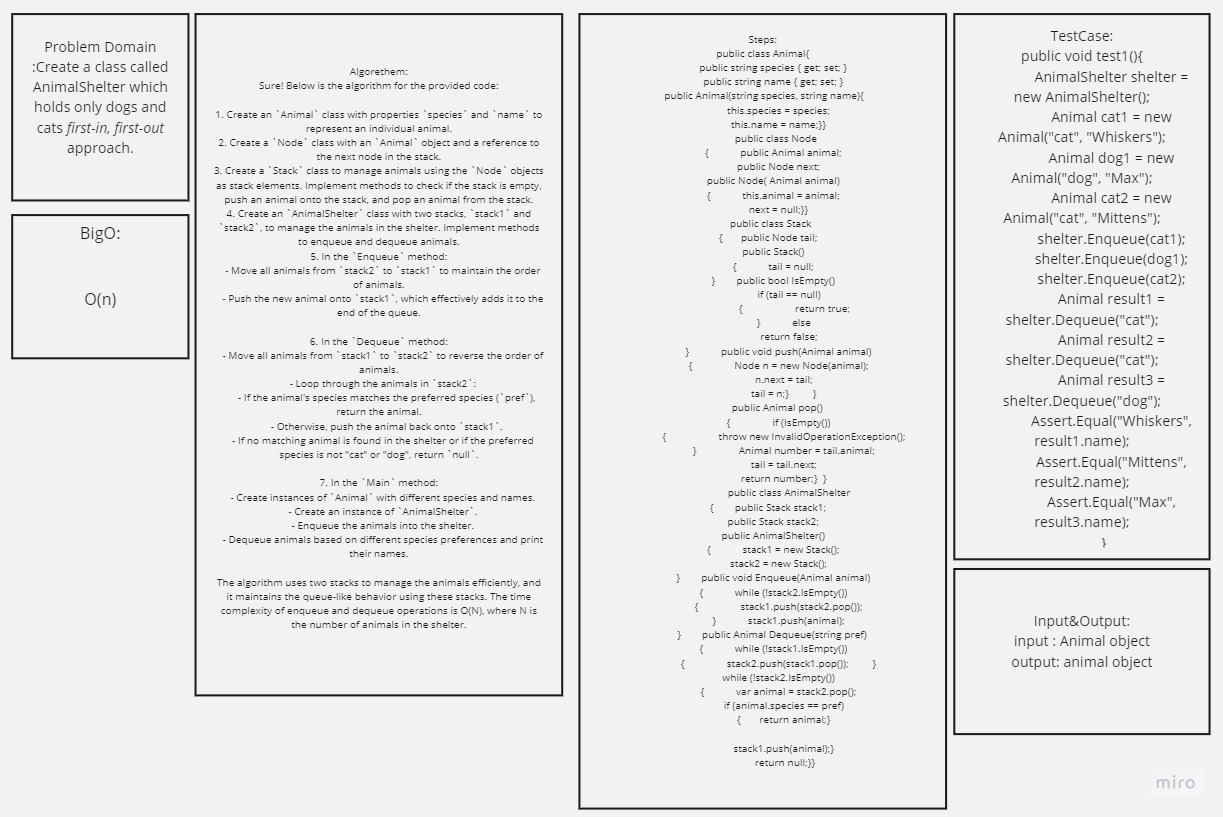 Problem Domain
:Create a class called
AnimalShelter which
holds only dogs and
cats first-in, first-out
approach.
BigO:
O(n)
Algorethem:
Sure! Below is the algorithm for the provided code:
1. Create an `Animal` class with properties `species` and `name` to
represent an individual animal.
2. Create a `Node` class with an `Animal` object and a reference to
the next node in the stack.
3. Create a `Stack` class to manage animals using the `Node` objects
as stack elements. Implement methods to check if the stack is empty,
push an animal onto the stack, and pop an animal from the stack.
4. Create an `AnimalShelter` class with two stacks, `stack1` and
`stack2`, to manage the animals in the shelter. Implement methods
to enqueue and dequeue animals.
5. In the `Enqueue` method:
- Move all animals from `stack2` to `stack1` to maintain the order
of animals.
- Push the new animal onto `stack1`, which effectively adds it to the
end of the queue.
6. In the `Dequeue` method:
- Move all animals from `stack1` to `stack2` to reverse the order of
animals.
- Loop through the animals in `stack2`:
- If the animal's species matches the preferred species (`pref`),
return the animal.
- Otherwise, push the animal back onto `stack1`.
- If no matching animal is found in the shelter or if the preferred
species is not "cat" or "dog", return `null`.
7. In the `Main` method:
- Create instances of `Animal` with different species and names.
- Create an instance of `AnimalShelter`.
- Enqueue the animals into the shelter.
- Dequeue animals based on different species preferences and print
their names.
The algorithm uses two stacks to manage the animals efficiently, and
it maintains the queue-like behavior using these stacks. The time
complexity of enqueue and dequeue operations is O(N), where N is
the number of animals in the shelter.
Steps:
public class Animal{
public string species { get; set; }
public string name { get; set; }
public Animal(string species, string name){
this.species = species;
this.name = name;}}
public class Node
{ public Animal animal;
public Node next;
public Node( Animal animal)
{ this.animal = animal;
next = null;}}
public class Stack
{ public Node tail;
public Stack()
{ tail = null;
} public bool IsEmpty()
if (tail == null)
{ return true;
} else
return false;
} public void push(Animal animal)
{ Node n = new Node(animal);
n.next = tail;
tail = n;} }
public Animal pop()
{ if (IsEmpty())
{ throw new InvalidOperationException();
} Animal number = tail.animal;
tail = tail.next;
return number;} }
public class AnimalShelter
{ public Stack stack1;
public Stack stack2;
public AnimalShelter()
{ stack1 = new Stack();
stack2 = new Stack();
} public void Enqueue(Animal animal)
{ while (!stack2.IsEmpty())
{ stack1.push(stack2.pop());
} stack1.push(animal);
} public Animal Dequeue(string pref)
{ while (!stack1.IsEmpty())
{ stack2.push(stack1.pop()); }
while (!stack2.IsEmpty())
{ var animal = stack2.pop();
if (animal.species == pref)
{ return animal;}
stack1.push(animal);}
return null;}}
TestCase:
public void test1(){
AnimalShelter shelter =
new AnimalShelter();
Animal cat1 = new
Animal("cat", "Whiskers");
Animal dog1 = new
Animal("dog", "Max");
Animal cat2 = new
Animal("cat", "Mittens");
shelter.Enqueue(cat1);
shelter.Enqueue(dog1);
shelter.Enqueue(cat2);
Animal result1 =
shelter.Dequeue("cat");
Animal result2 =
shelter.Dequeue("cat");
Animal result3 =
shelter.Dequeue("dog");
Assert.Equal("Whiskers",
result1.name);
Assert.Equal("Mittens",
result2.name);
Assert.Equal("Max",
result3.name);
}
Input&Output:
input : Animal object
output: animal object
miro